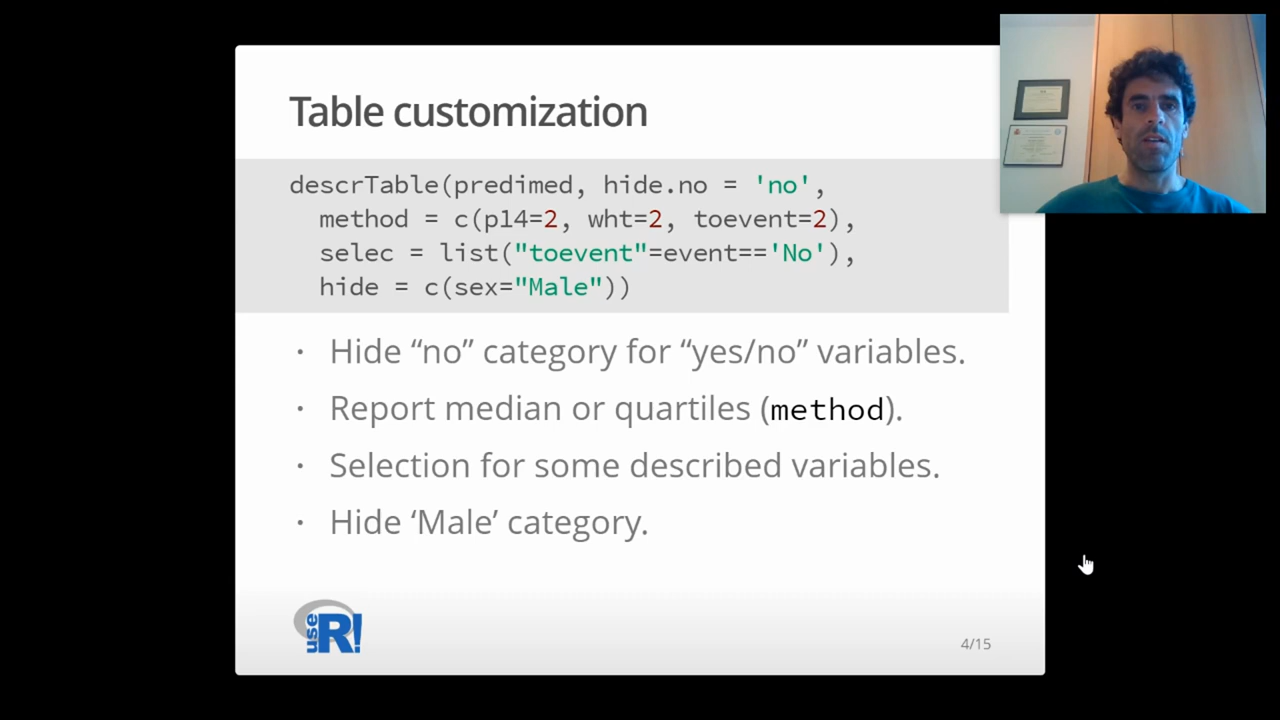 Table customization
descrTable(predimed, hide.no = 'no',
method = c(p14=2, wht=2, toevent=2),
selec = list("toevent"=event=='No'),
hide = c(sex="Male"))
· Hide “no” category for “yes/no” variables.
· Report median or quartiles (method).
· Selection for some described variables.
· Hide ‘Male’ category.
use R!
4/15